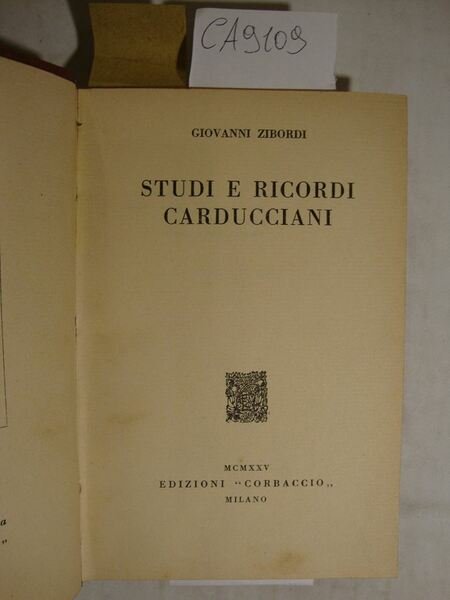 CA9109
GIOVANNI ZIBORDI
STUDI E RICORDI
CARDUCCIANI
MCMXXV
EDIZIONI “CORBACCIO„
MILANO
a
„